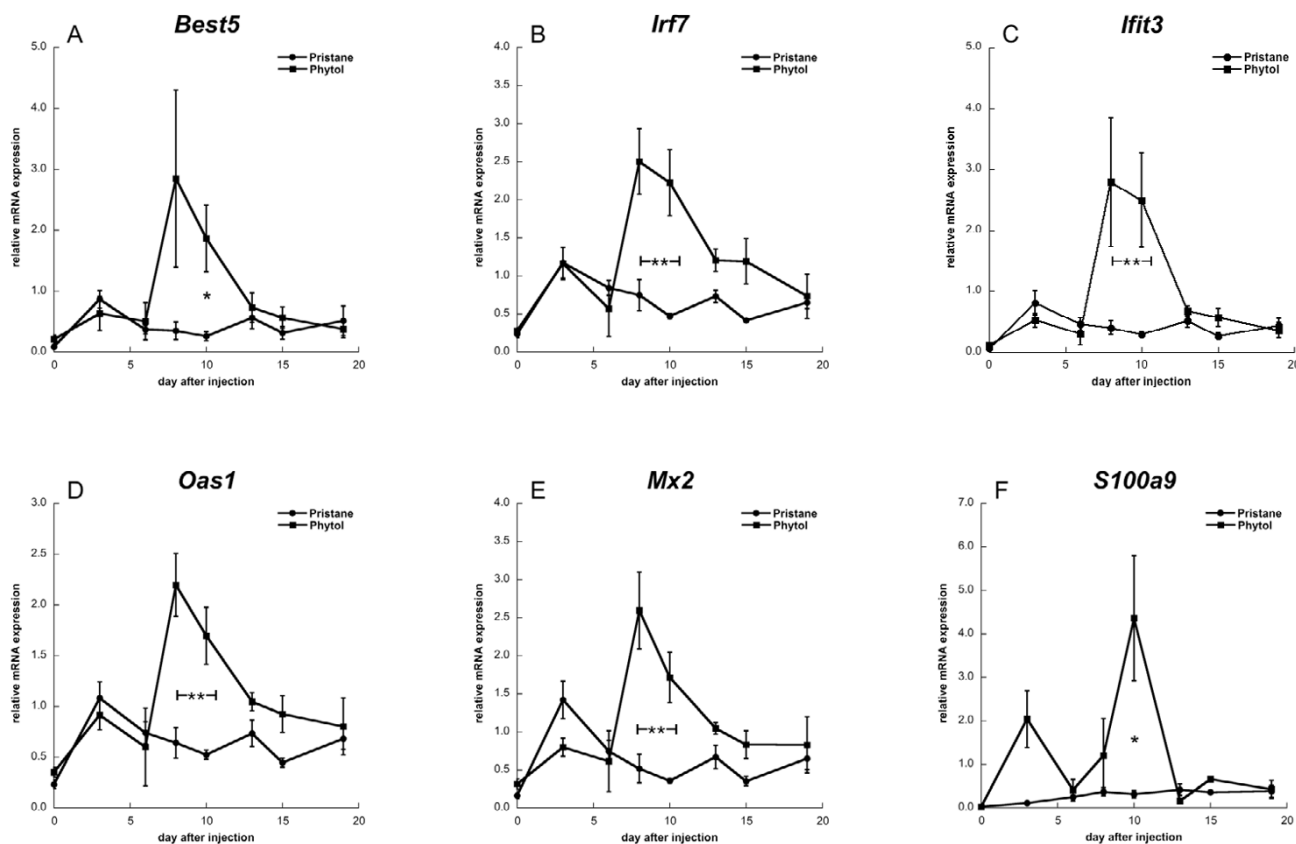 A Best5
5.0
4.0
3.0
2.0
1.0
0.0
relative mRNA expression
Pristane
Phytol
*
0 5 10 15 20
day after injection
B Irf7
4.0
3.5
3.0
2.5
2.0
1.5
1.0
0.5
0.0
relative mRNA expression
Pristane
Phytol
**
0 5 10 15 20
day after injection
C Ifit3
5.0
4.0
3.0
2.0
1.0
0.0
relative mRNA expression
Pristane
Phytol
**
0 5 10 15 20
day after injection
D Oas1
3.0
2.5
2.0
1.5
1.0
0.5
0.0
relative mRNA expression
Pristane
Phytol
**
0 5 10 15 20
day after injection
E Mx2
4.0
3.5
3.0
2.5
2.0
1.5
1.0
0.5
0.0
relative mRNA expression
Pristane
Phytol
**
0 5 10 15 20
day after injection
F S100a9
7.0
6.0
5.0
4.0
3.0
2.0
1.0
0.0
relative mRNA expression
Pristane
Phytol
*
0 5 10 15 20
day after injection